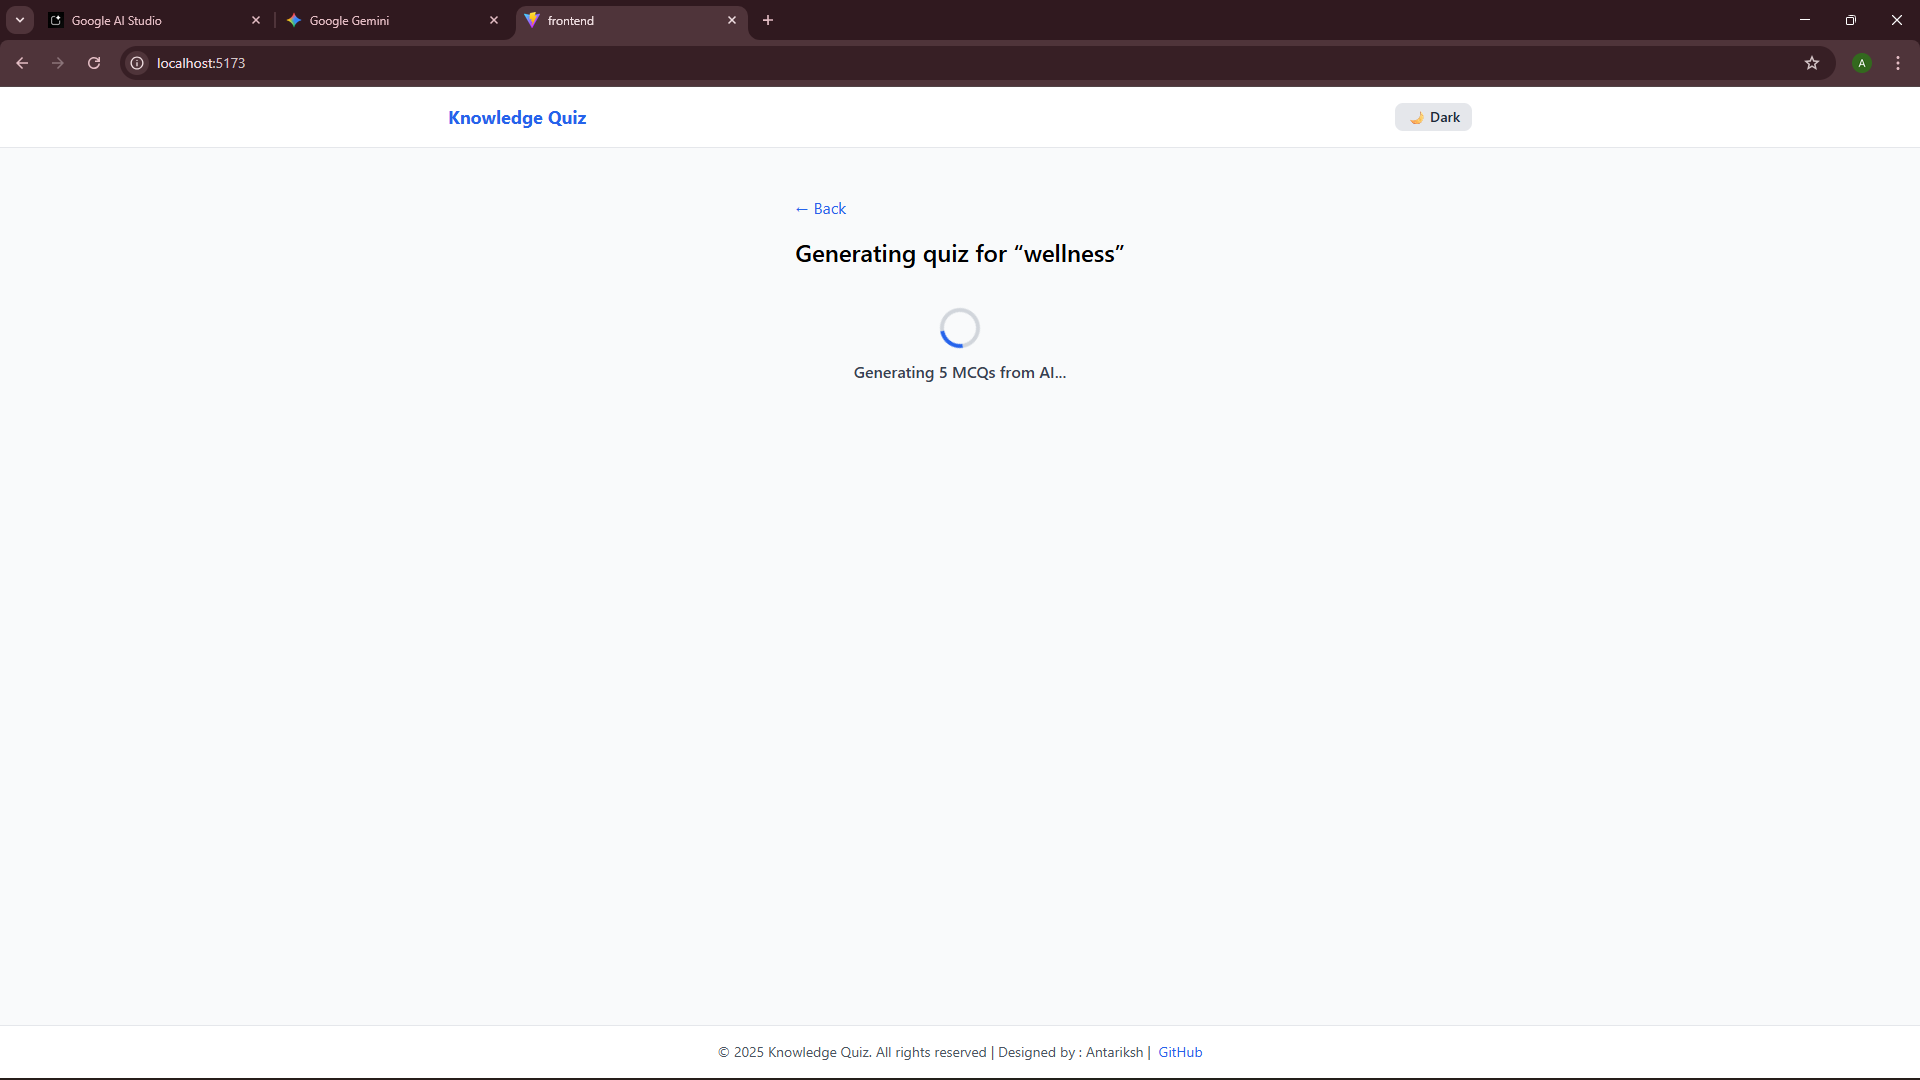 Google AI Studio
Google Gemini
frontend
localhost:5173
A
Knowledge Quiz
🌙 Dark
← Back
Generating quiz for “wellness”
Generating 5 MCQs from AI...
© 2025 Knowledge Quiz. All rights reserved | Designed by : Antariksh | GitHub